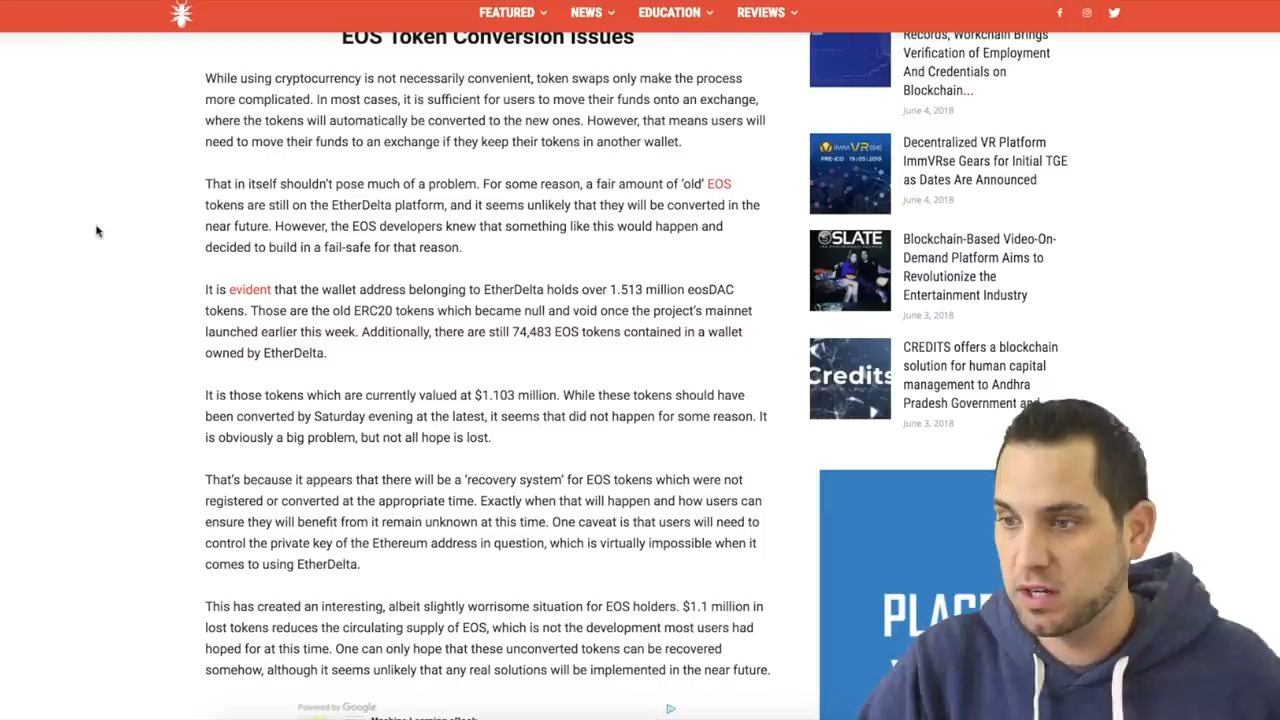 FEATURED NEWS EDUCATION REVIEWS
EOS Token Conversion Issues
While using cryptocurrency is not necessarily convenient, token swaps only make the process
more complicated. In most cases, it is sufficient for users to move their funds onto an exchange,
where the tokens will automatically be converted to the new ones. However, that means users will
need to move their funds to an exchange if they keep their tokens in another wallet.
That in itself shouldn't pose much of a problem. For some reason, a fair amount of 'old' EOS
tokens are still on the EtherDelta platform, and it seems unlikely that they will be converted in the
near future. However, the EOS developers knew that something like this would happen and
decided to build in a fail-safe for that reason.
It is evident that the wallet address belonging to EtherDelta holds over 1.513 million eosDAC
tokens. Those are the old ERC20 tokens which became null and void once the project's mainnet
launched earlier this week. Additionally, there are still 74,483 EOS tokens contained in a wallet
owned by EtherDelta.
It is those tokens which are currently valued at $1.103 million. While these tokens should have
been converted by Saturday evening at the latest, it seems that did not happen for some reason. It
is obviously a big problem, but not all hope is lost.
That's because it appears that there will be a 'recovery system' for EOS tokens which were not
registered or converted at the appropriate time. Exactly when that will happen and how users can
ensure they will benefit from it remain unknown at this time. One caveat is that users will need to
control the private key of the Ethereum address in question, which is virtually impossible when it
comes to using EtherDelta.
This has created an interesting, albeit slightly worrisome situation for EOS holders. $1.1 million in
lost tokens reduces the circulating supply of EOS, which is not the development most users had
hoped for at this time. One can only hope that these unconverted tokens can be recovered
somehow, although it seems unlikely that any real solutions will be implemented in the near future.
Powered by Google
Machine Learning eBook
Records, Workchain Brings
Verification of Employment
And Credentials on
Blockchain...
June 4, 2018
IMMVRSE
PRE-ICO 19|05|2018
Decentralized VR Platform
ImmVRse Gears for Initial TGE
as Dates Are Announced
June 4, 2018
SLATE
Blockchain-Based Video-On-
Demand Platform Aims to
Revolutionize the
Entertainment Industry
June 3, 2018
Credits
CREDITS offers a blockchain
solution for human capital
management to Andhra
Pradesh Government and
June 3, 2018